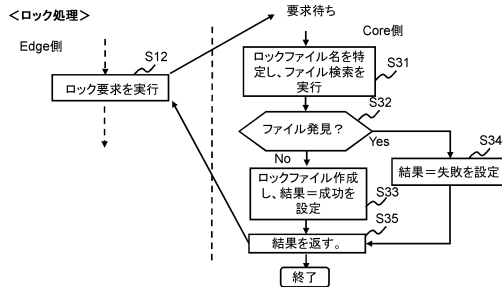 ＜ロック処理＞
要求待ち
Edge側
Core側
S12
ロック要求を実行
ロックファイル名を特
定し、ファイル検索を
実行
S31
S32
ファイル発見？
Yes
No
S34
結果＝失敗を設定
ロックファイル作成
し、結果＝成功を
設定
S33
S35
結果を返す。
終了